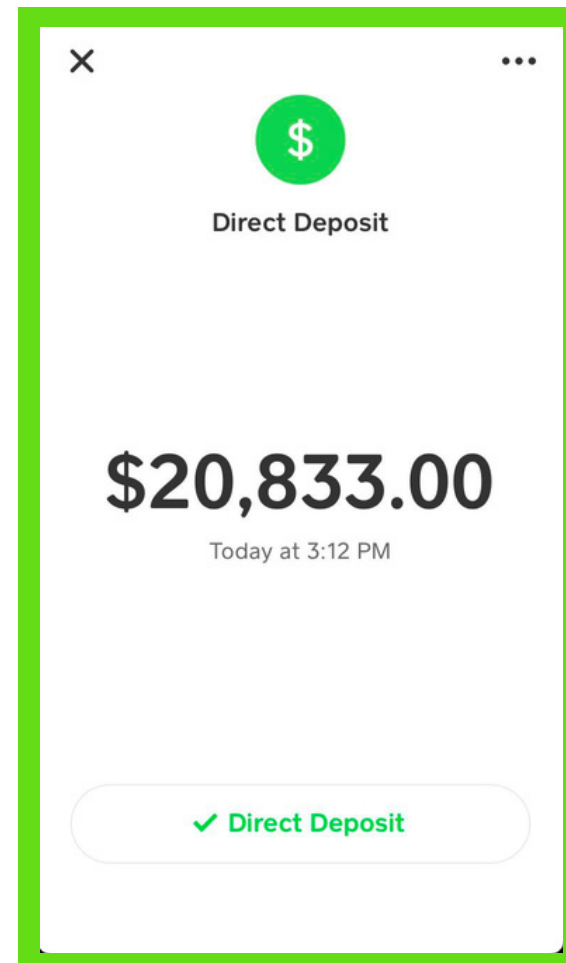 $
Direct Deposit
$20,833.00
Today at 3:12 PM
✓ Direct Deposit